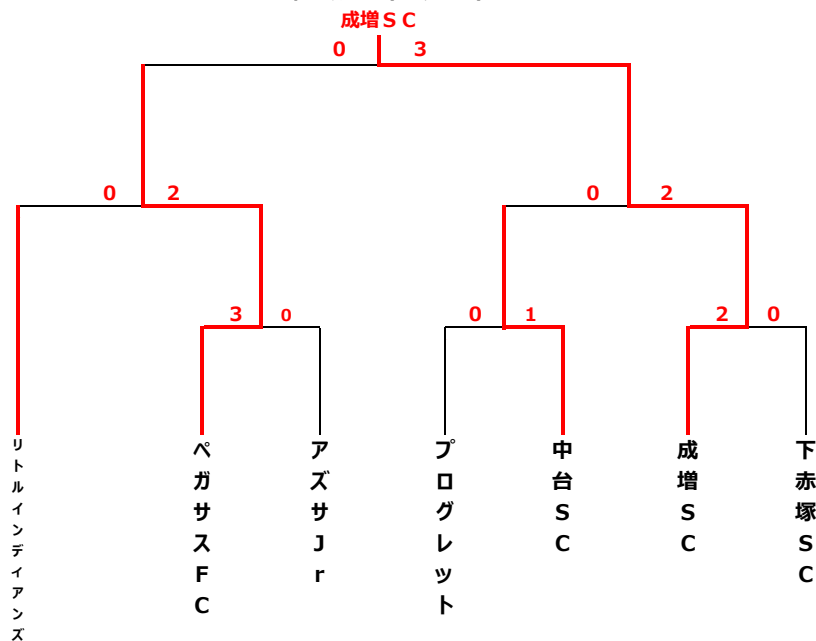 成増ＳＣ
0 3
0 2
0 2
3 0
0 1
2 0
リトルインディアンズ
ペガサスFC
アズサJr
プログレット
中台SC
成増SC
下赤塚SC